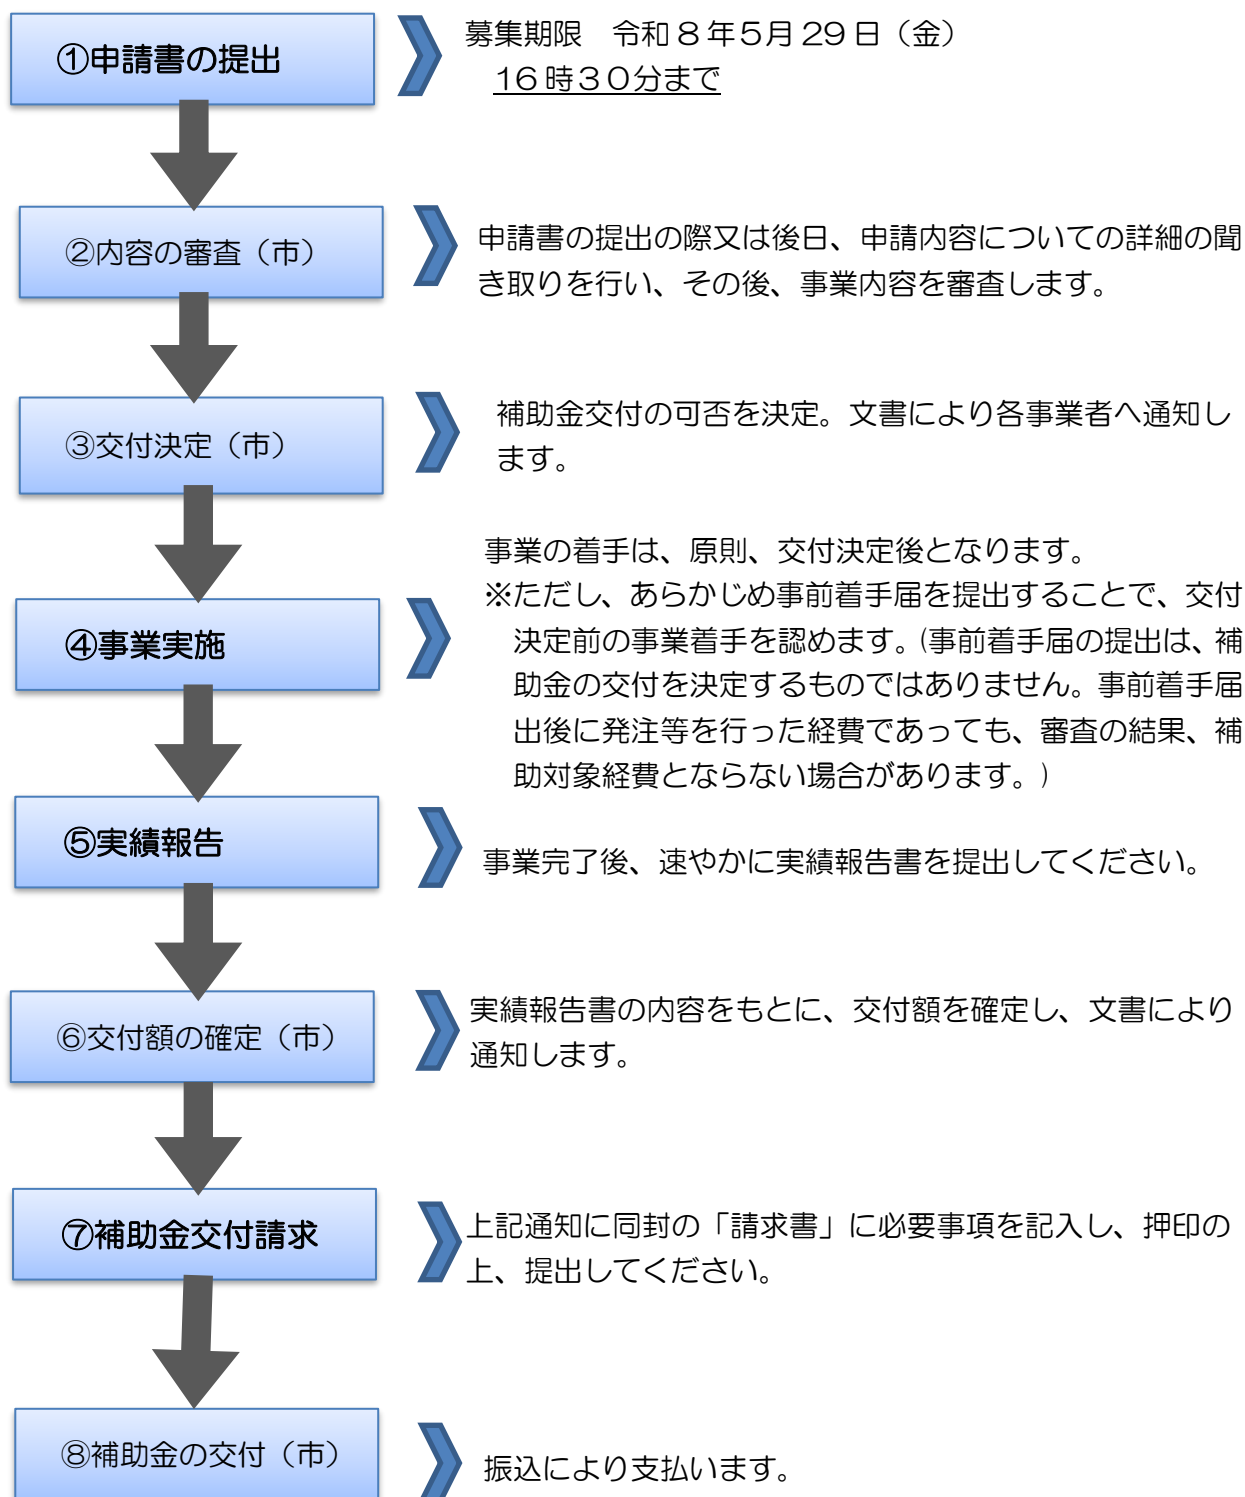 ①申請書の提出
募集期限　令和8年5月29日（金）
16時30分まで
②内容の審査（市）
申請書の提出の際又は後日、申請内容についての詳細の聞
き取りを行い、その後、事業内容を審査します。
③交付決定（市）
補助金交付の可否を決定。文書により各事業者へ通知し
ます。
④事業実施
事業の着手は、原則、交付決定後となります。
※ただし、あらかじめ事前着手届を提出することで、交付
決定前の事業着手を認めます。(事前着手届の提出は、補
助金の交付を決定するものではありません。事前着手届
出後に発注等を行った経費であっても、審査の結果、補
助対象経費とならない場合があります。)
⑤実績報告
事業完了後、速やかに実績報告書を提出してください。
⑥交付額の確定（市）
実績報告書の内容をもとに、交付額を確定し、文書により
通知します。
⑦補助金交付請求
上記通知に同封の「請求書」に必要事項を記入し、押印の
上、提出してください。
⑧補助金の交付（市）
振込により支払います。